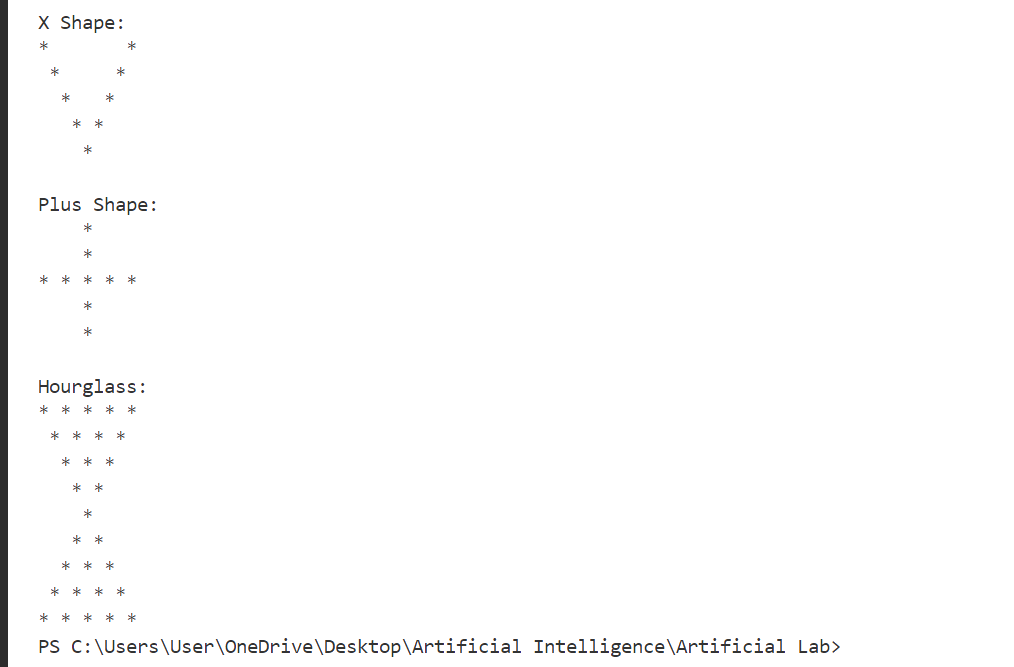 X Shape:
*       *
 *     *
  *   *
   * *
    *
Plus Shape:
    *
    *
* * * * *
    *
    *
Hourglass:
* * * * *
 * * * *
  * * *
   * *
    *
   * *
  * * *
 * * * *
* * * * *
PS C:\Users\User\OneDrive\Desktop\Artificial Intelligence\Artificial Lab>